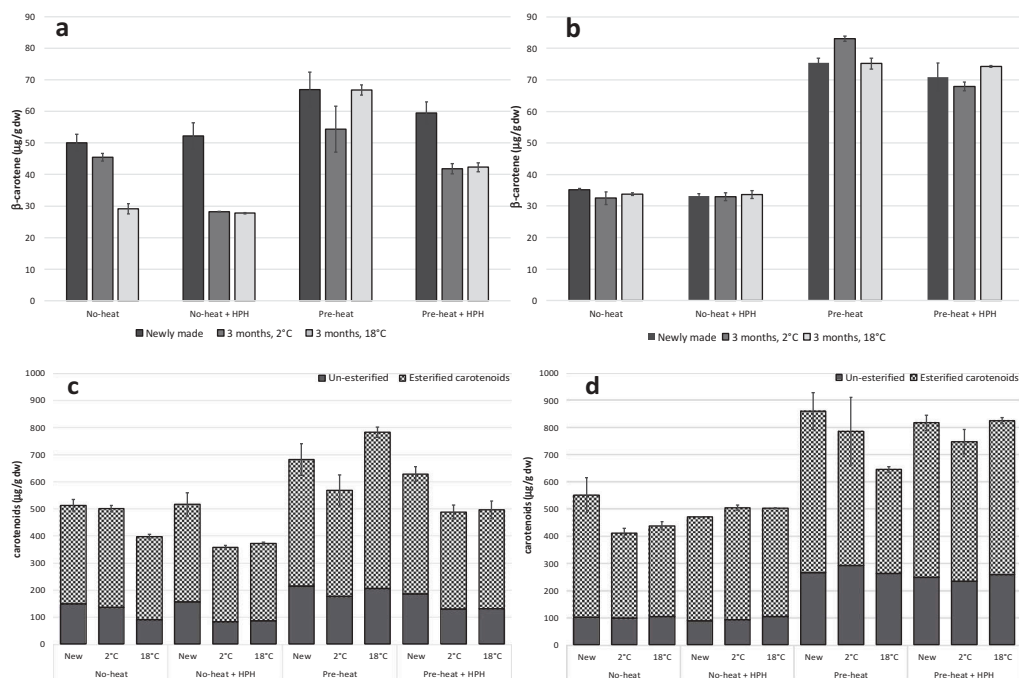 a
90
80
70
60
50
40
30
20
10
0
β-carotene (µg/g dw)
No-heat No-heat + HPH Pre-heat Pre-heat + HPH
Newly made 3 months, 2°C 3 months, 18°C
b
90
80
70
60
50
40
30
20
10
0
β-carotene (µg/g dw)
No-heat No-heat + HPH Pre-heat Pre-heat + HPH
Newly made 3 months, 2°C 3 months, 18°C
c
Un-esterified Esterified carotenoids
1000
900
800
700
600
500
400
300
200
100
0
carotenoids (µg/g dw)
New 2°C 18°C New 2°C 18°C New 2°C 18°C New 2°C 18°C
No-heat No-heat + HPH Pre-heat Pre-heat + HPH
d
Un-esterified Esterified carotenoids
1000
900
800
700
600
500
400
300
200
100
0
carotenoids (µg/g dw)
New 2°C 18°C New 2°C 18°C New 2°C 18°C New 2°C 18°C
No-heat No-heat + HPH Pre-heat Pre-heat + HPH